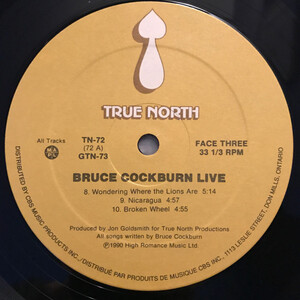 TRUE NORTH
All Tracks
TN-72
(72 A)
GTN-73
FACE THREE
33 1/3 RPM
BRUCE COCKBURN LIVE
8. Wondering Where the Lions Are 5:14
9. Nicaragua 4:57
10. Broken Wheel 4:55
Produced by Jon Goldsmith for True North Productions
All songs written by Bruce Cockburn
Ⓟ1990 High Romance Music Ltd.
DISTRIBUTED BY CBS MUSIC PRODUCTS INC./DISTRIBUÉ PAR PRODUITS DE MUSIQUE CBS INC. - 1113 LESLIE STREET, DON MILLS, ONTARIO